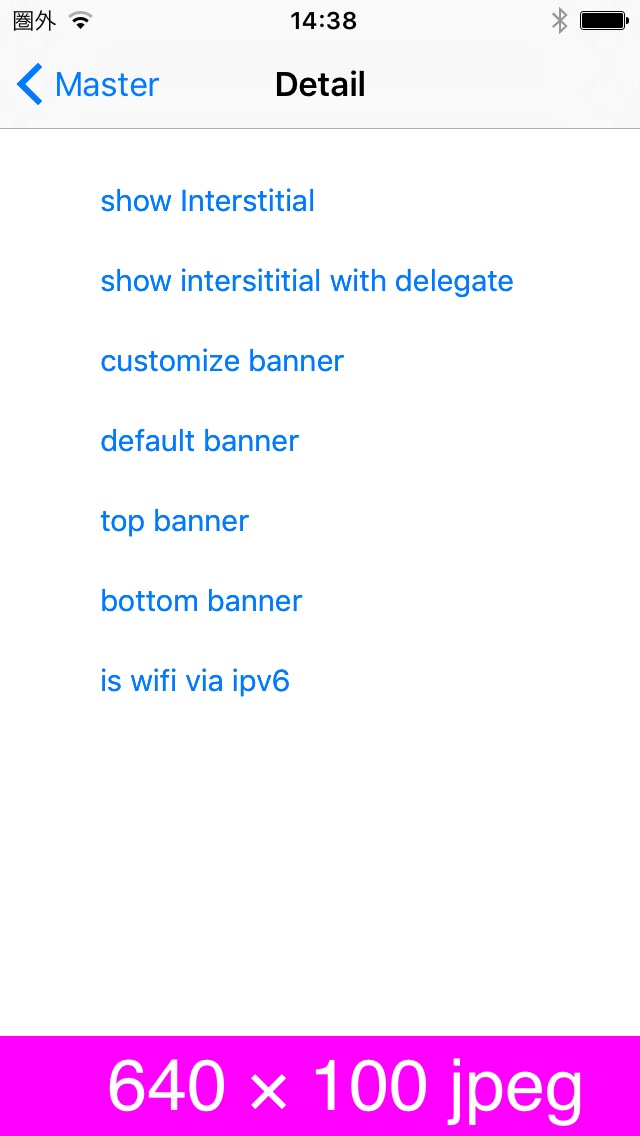 圏外 14:38
Master Detail
show Interstitial
show intersititial with delegate
customize banner
default banner
top banner
bottom banner
is wifi via ipv6
640 × 100 jpeg